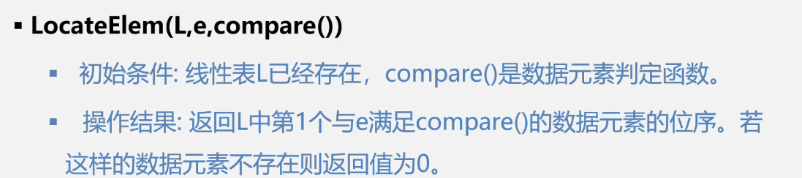 ▪ LocateElem(L,e,compare())
▪ 初始条件: 线性表L已经存在，compare()是数据元素判定函数。
▪ 操作结果: 返回L中第1个与e满足compare()的数据元素的位序。若
这样的数据元素不存在则返回值为0。